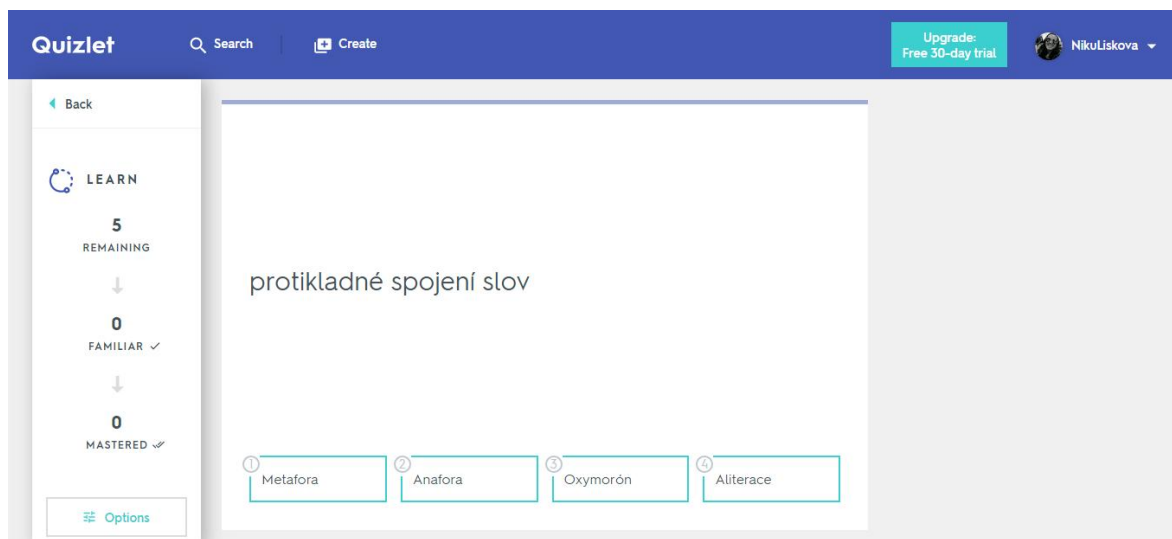 Quizlet
Search
Create
Upgrade:
Free 30-day trial
NikuLiskova
Back
LEARN
5
REMAINING
0
FAMILIAR
0
MASTERED
Options
protikladné spojení slov
1
Metafora
2
Anafora
3
Oxymorón
4
Aliterace